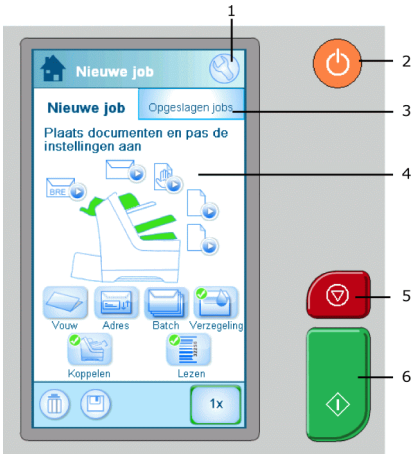 1
Nieuwe job
2
Nieuwe job
Opgeslagen jobs
3
Plaats documenten en pas de
instellingen aan
4
BRE
5
Vouw
Adres
Batch
Verzegeling
6
Koppelen
Lezen
1x